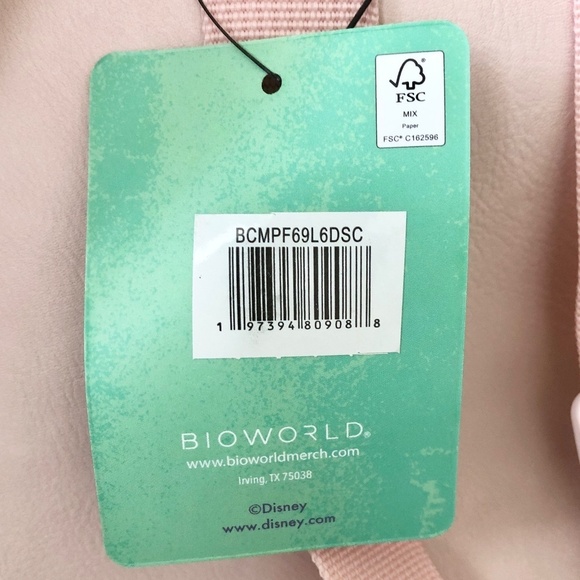 FSC
MIX
Paper
FSC® C162596
BCMPF69L6DSC
1 97394 80908 8
BIOWORLD®
www.bioworldmerch.com
Irving, TX 75038
©Disney
www.disney.com